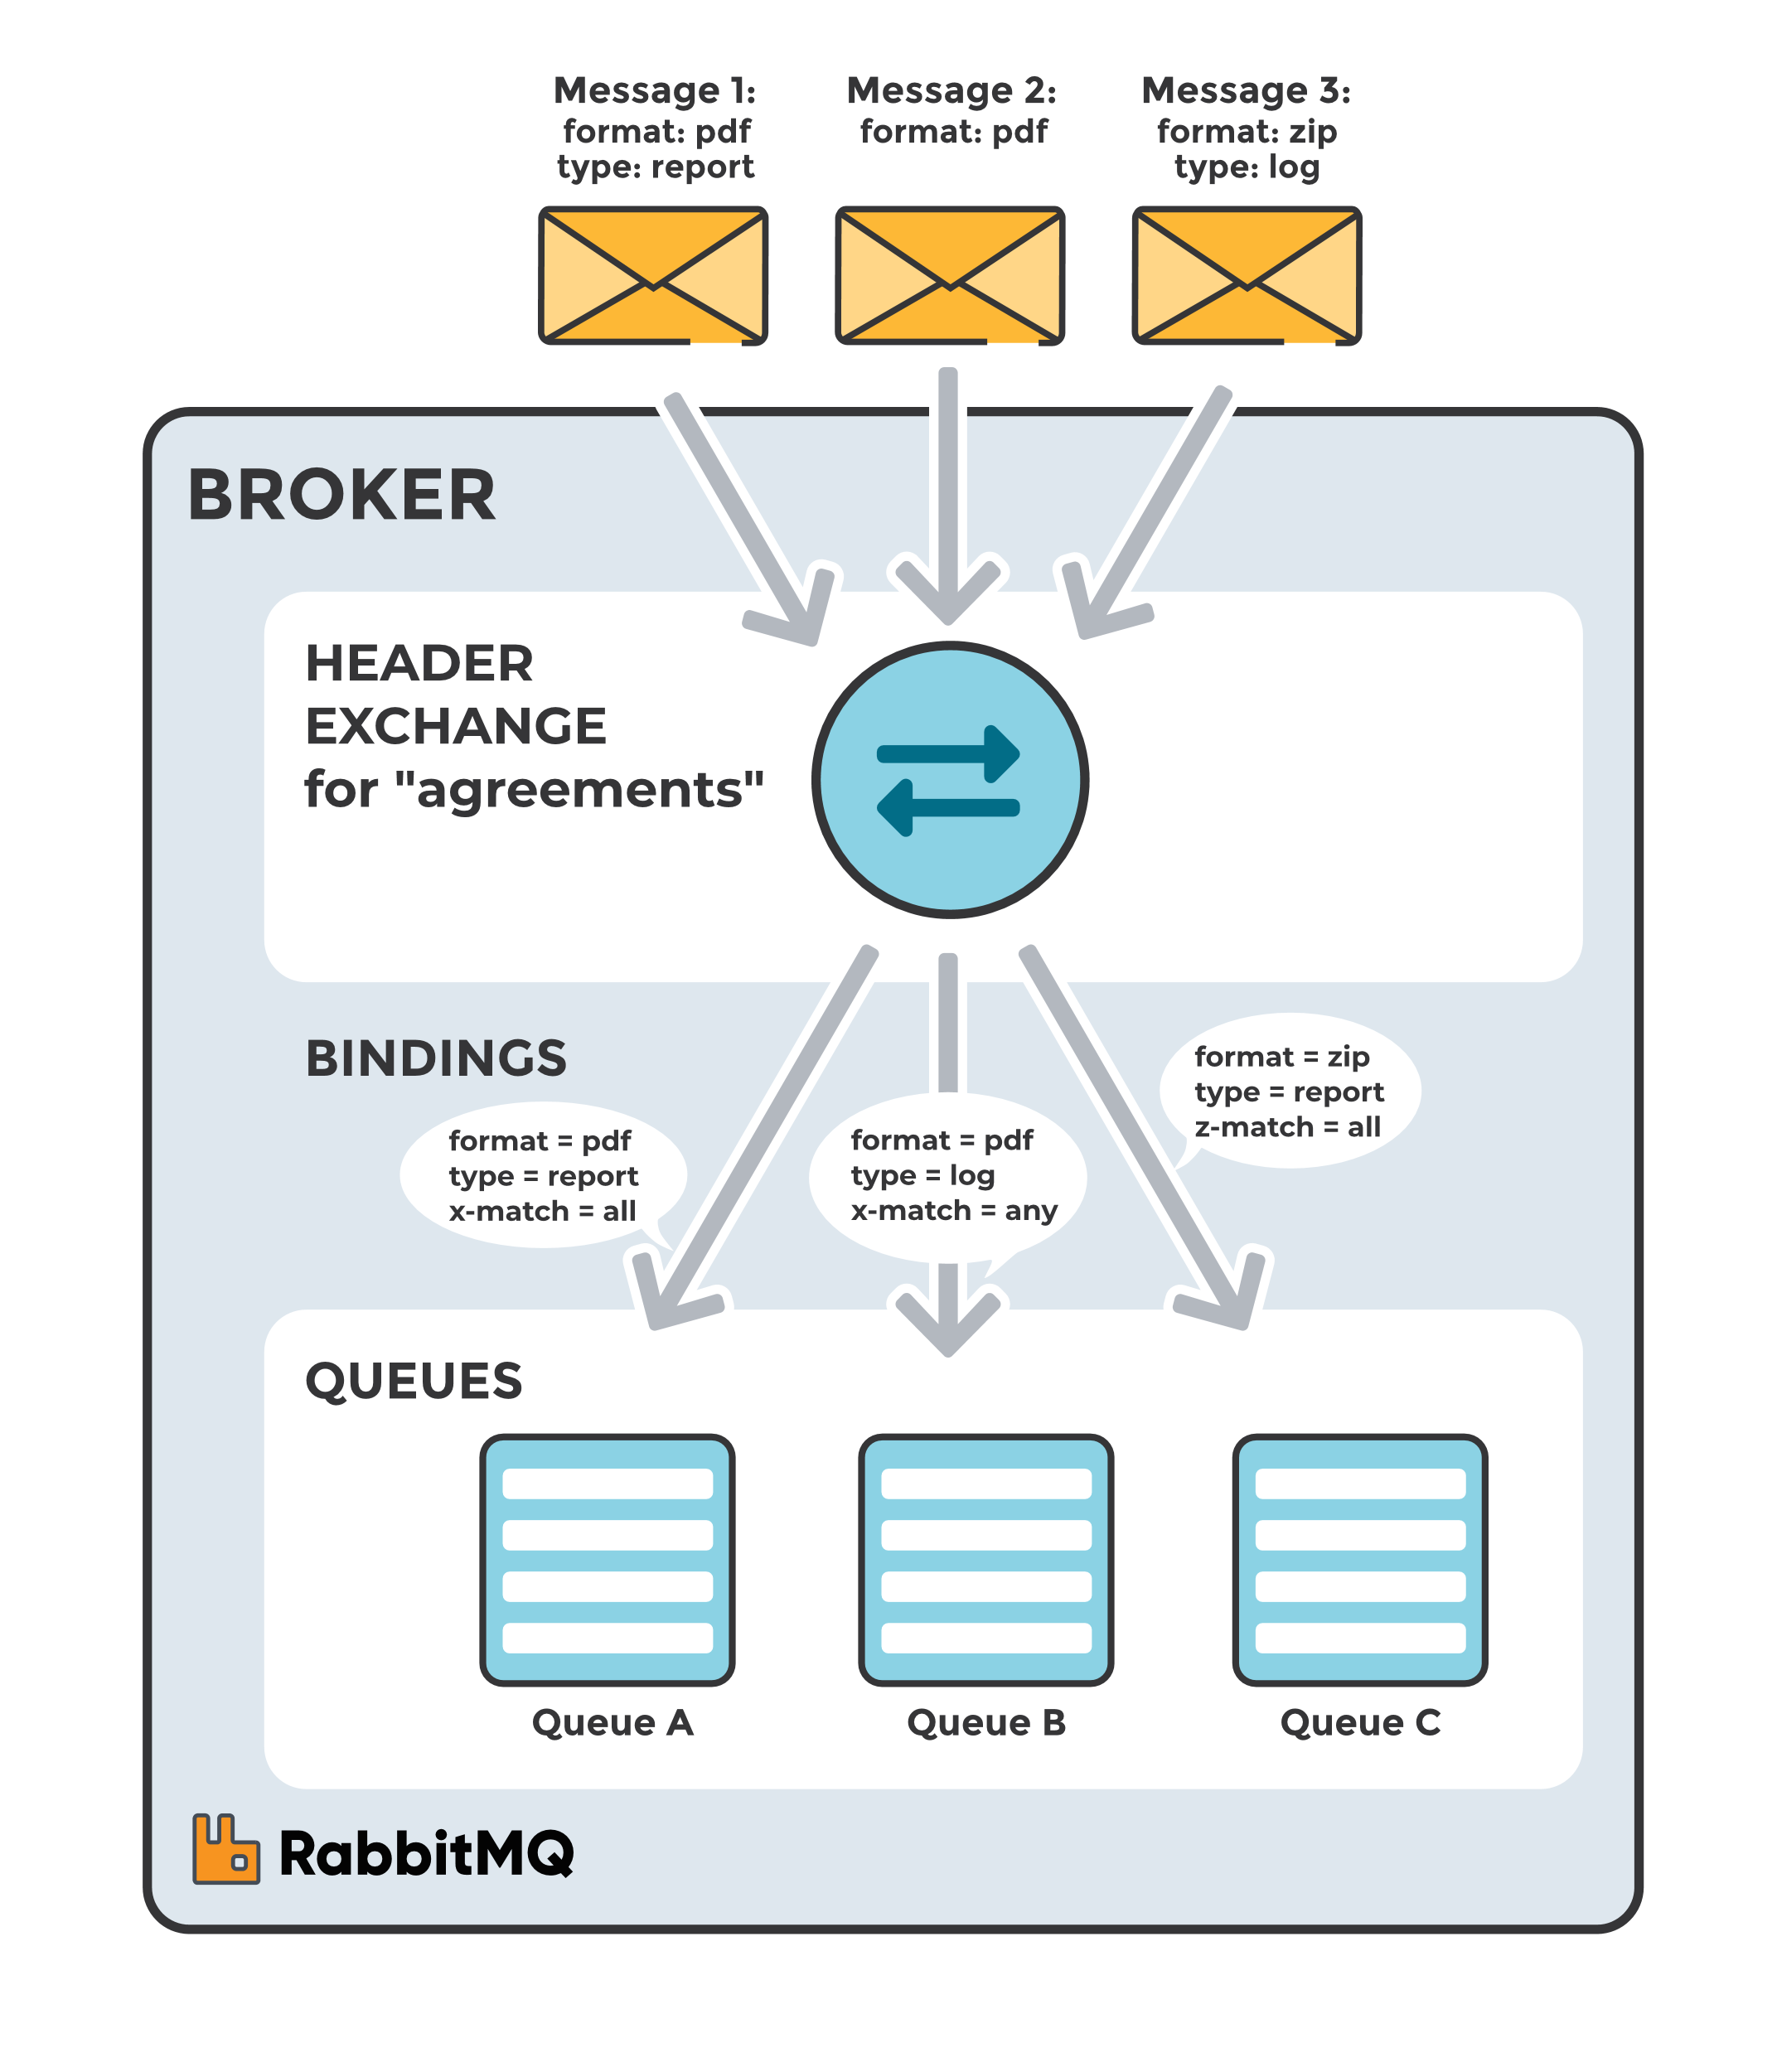 Message 1:
format: pdf
type: report
Message 2:
format: pdf
Message 3:
format: zip
type: log
BROKER
HEADER
EXCHANGE
for "agreements"
BINDINGS
format = pdf
type = report
x-match = all
format = pdf
type = log
x-match = any
format = zip
type = report
z-match = all
QUEUES
Queue A
Queue B
Queue C
RabbitMQ